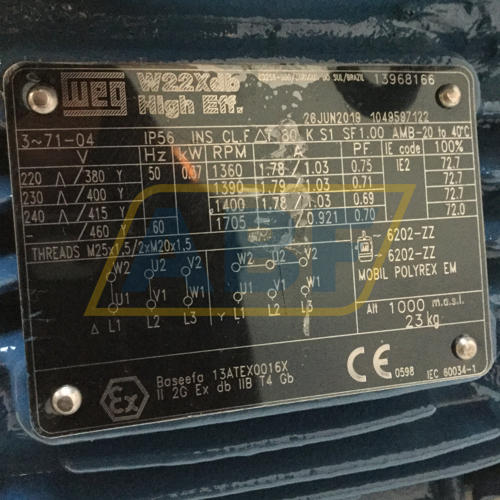 WEG W22Xdb 13968166
High Eff.
26JUN2019 1049597122
3~71-04 IP56 INS CL.F ΔT 80 K S1 SF1.00 AMB-20 to 40°C
V Hz kW RPM A PF IE code 100%
220 Δ/380 Y 50 0.37 1360 1.78 / 1.03 0.75 IE2 72.7
230 Δ/400 Y 1390 1.79 / 1.03 0.71 72.7
240 Δ/415 Y 1400 1.78 / 1.03 0.69 72.7
- /460 Y 60 1705 /0.921 0.70 72.0
THREADS M25x1,5/2xM20x1,5
W2 U2 V2 W2 U2 V2
U1 V1 W1 U1 V1 W1
Δ L1 L2 L3 Y L1 L2 L3
6202-ZZ
6202-ZZ
MOBIL POLYREX EM
Alt 1000 m.a.s.l.
23 kg
Baseefa 13ATEX0016X
II 2G Ex db IIB T4 Gb
Ex
CE 0598 IEC 60034-1
ABF